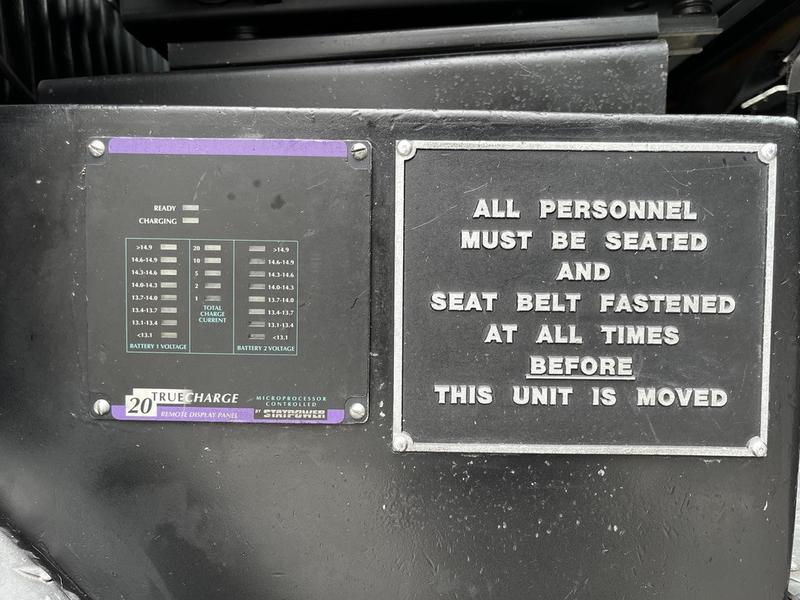 READY
CHARGING
>14.9 20 >14.9
14.6-14.9 10 14.6-14.9
14.3-14.6 5 14.3-14.6
14.0-14.3 2 14.0-14.3
13.7-14.0 1 13.7-14.0
13.4-13.7 TOTAL 13.4-13.7
13.1-13.4 CHARGE 13.1-13.4
<13.1 CURRENT <13.1
BATTERY 1 VOLTAGE BATTERY 2 VOLTAGE
20 TRUECHARGE
REMOTE DISPLAY PANEL
MICROPROCESSOR
CONTROLLED
BY STATPOWER
ALL PERSONNEL
MUST BE SEATED
AND
SEAT BELT FASTENED
AT ALL TIMES
BEFORE
THIS UNIT IS MOVED